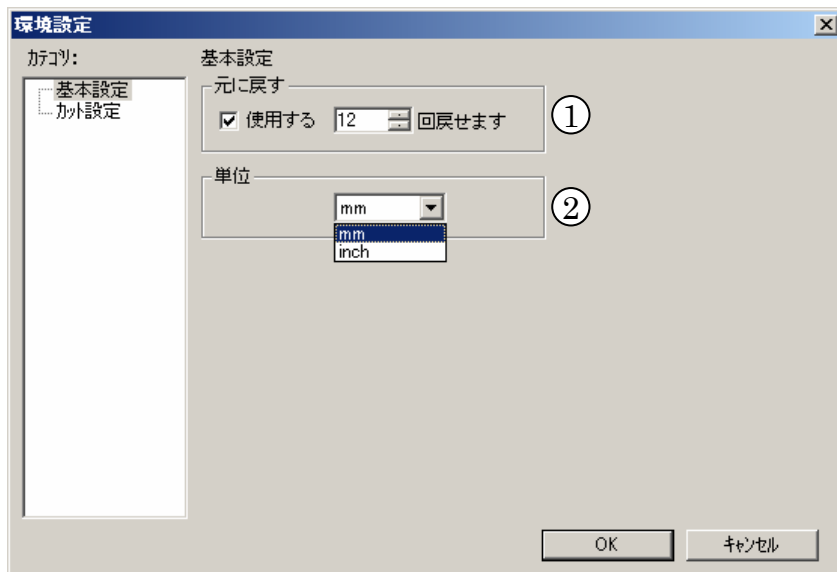 環境設定
ｶﾃｺﾞﾘ:
基本設定
ｶｯﾄ設定
基本設定
元に戻す
使用する 12 回戻せます
①
単位
mm
②
mm
inch
OK
ｷｬﾝｾﾙ